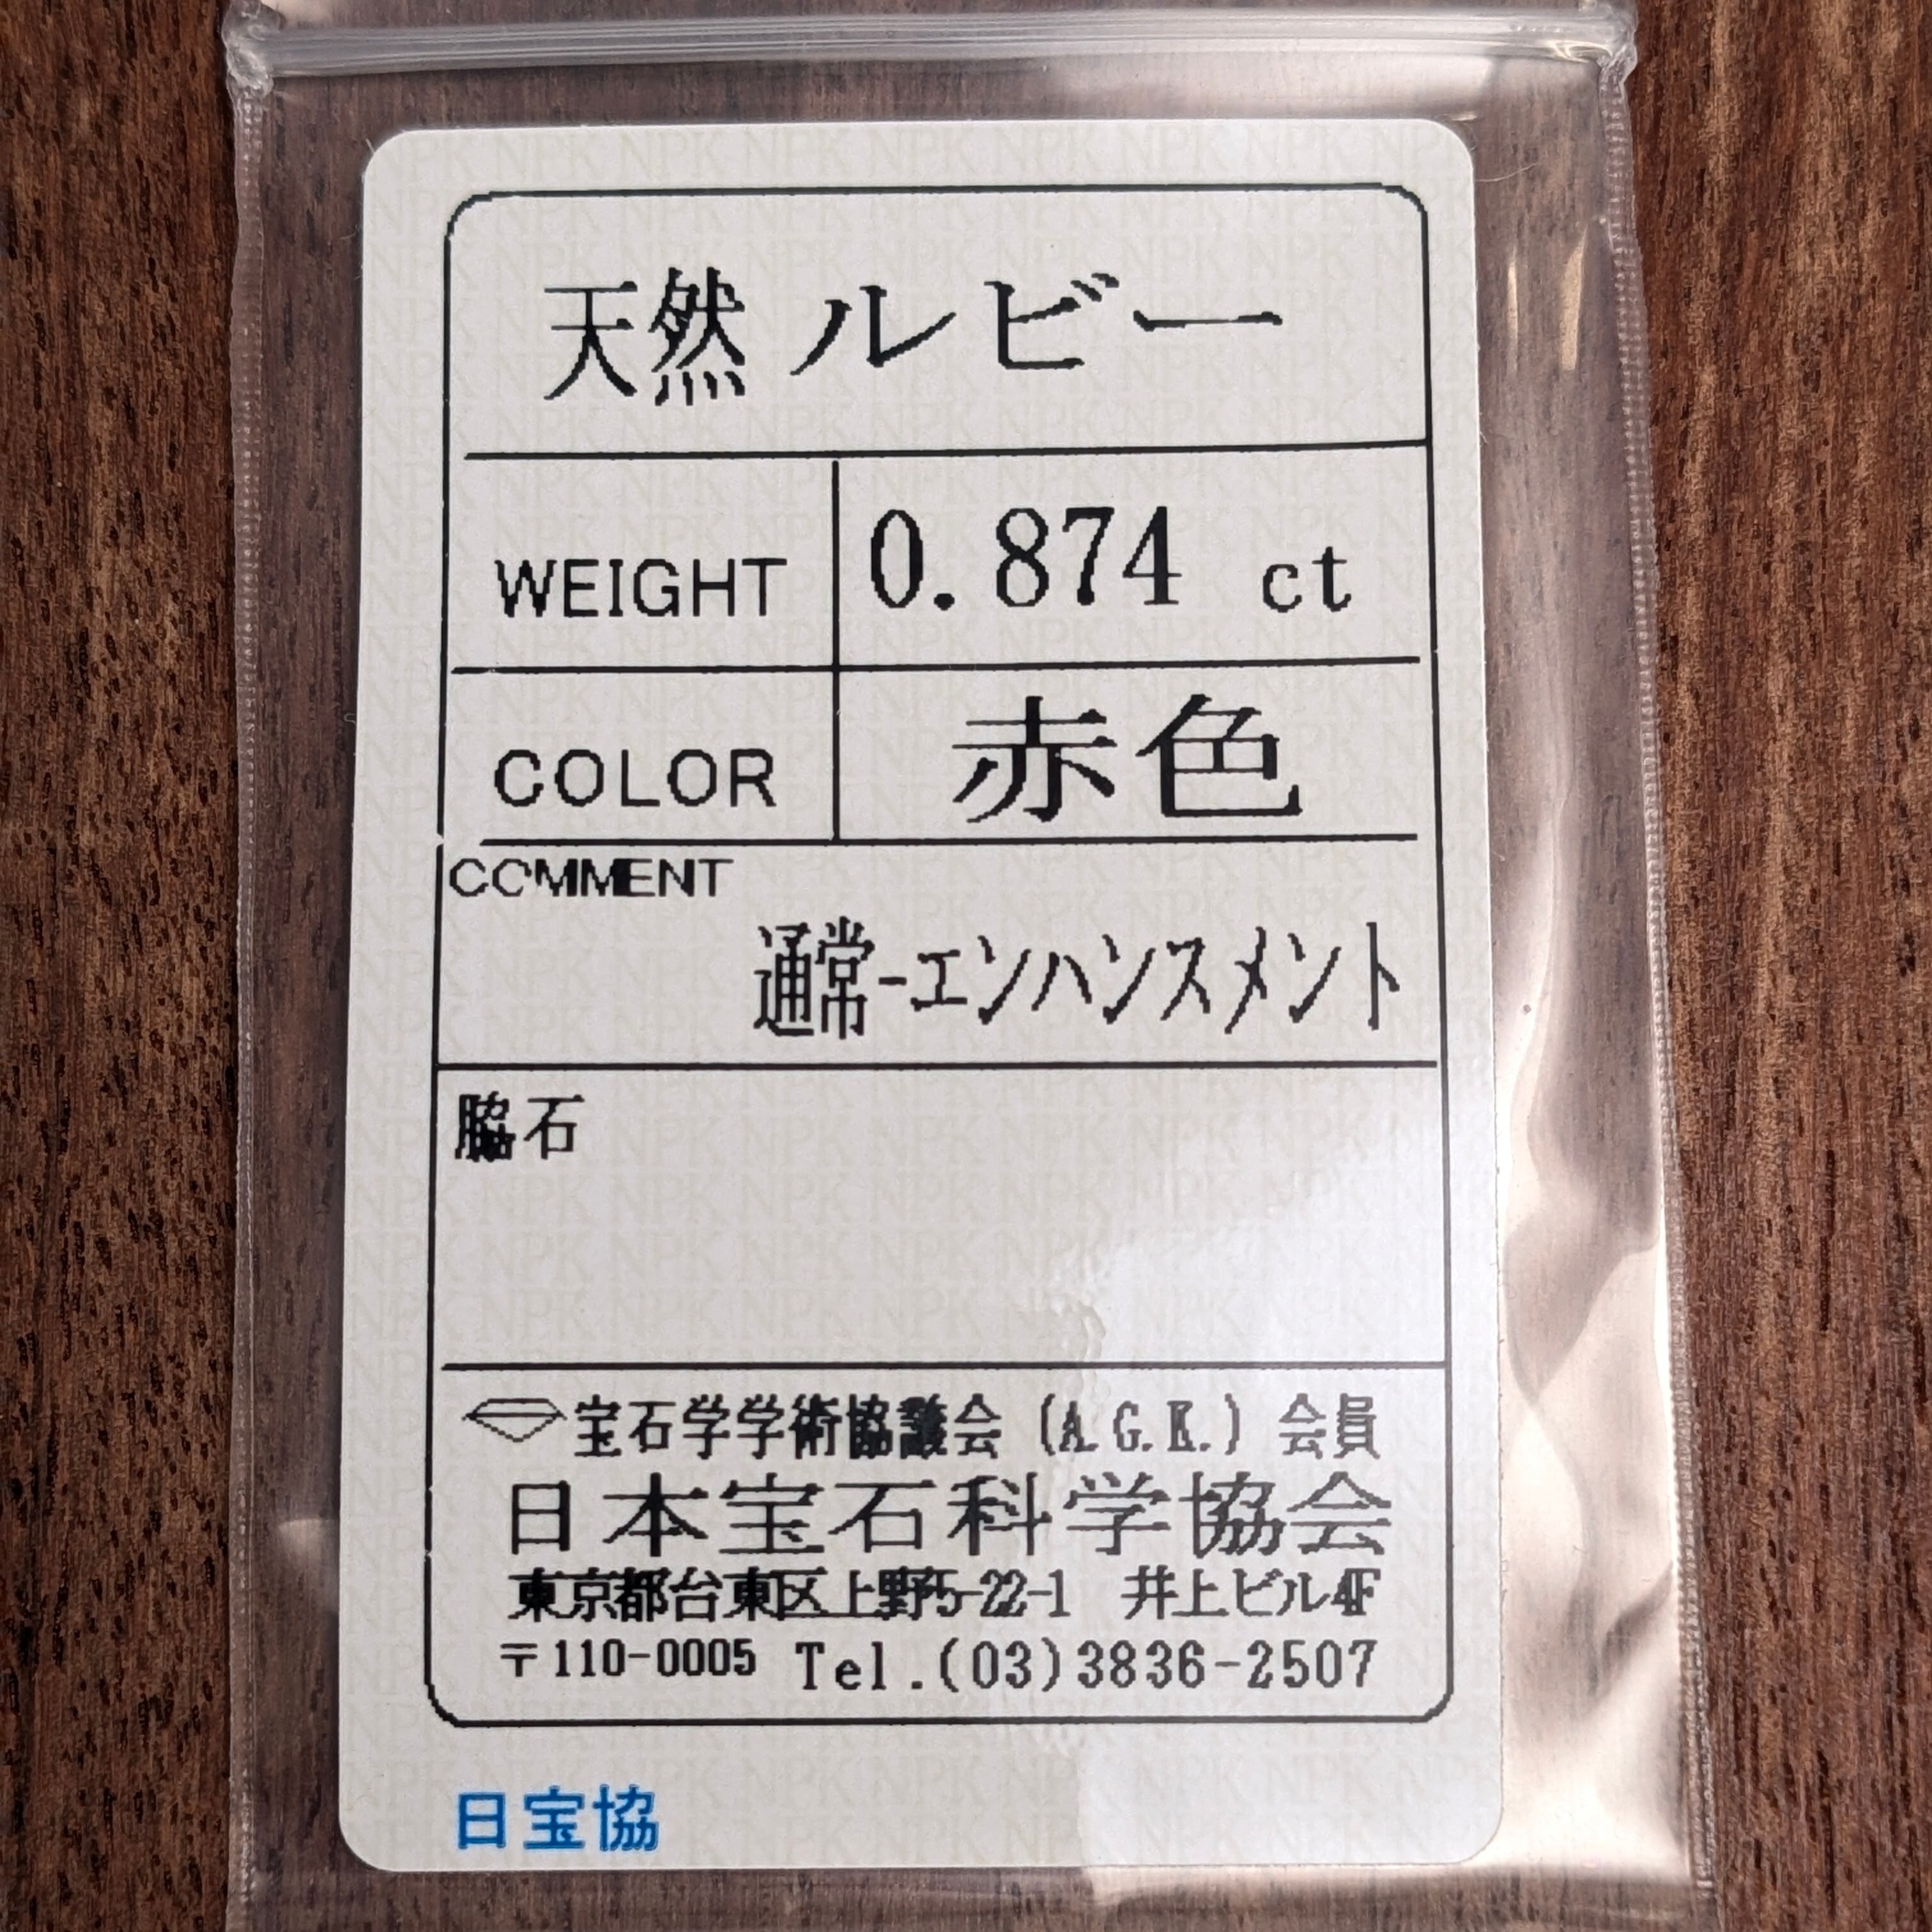 天然 ルビー
WEIGHT 0.874 ct
COLOR 赤色
COMMENT
通常-エンハンスメント
脇石
宝石学学術協議会 (A.G.K.) 会員
日本宝石科学協会
東京都台東区上野5-22-1 井上ビル4F
〒110-0005 Tel.(03)3836-2507
日宝協